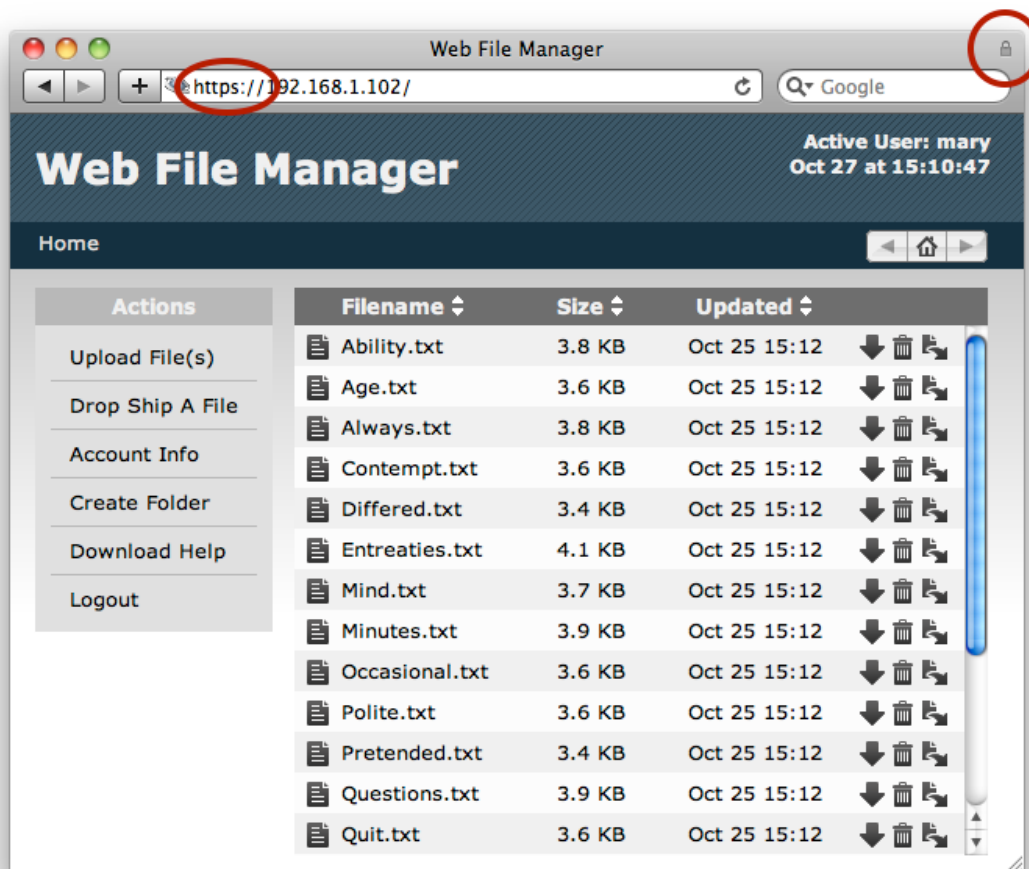 Web File Manager
https://192.168.1.102/
Google
Web File Manager
Active User: mary
Oct 27 at 15:10:47
Home
Actions
Upload File(s)
Drop Ship A File
Account Info
Create Folder
Download Help
Logout
Filename Size Updated
Ability.txt 3.8 KB Oct 25 15:12
Age.txt 3.6 KB Oct 25 15:12
Always.txt 3.8 KB Oct 25 15:12
Contempt.txt 3.6 KB Oct 25 15:12
Differed.txt 3.4 KB Oct 25 15:12
Entreaties.txt 4.1 KB Oct 25 15:12
Mind.txt 3.7 KB Oct 25 15:12
Minutes.txt 3.9 KB Oct 25 15:12
Occasional.txt 3.6 KB Oct 25 15:12
Polite.txt 3.6 KB Oct 25 15:12
Pretended.txt 3.4 KB Oct 25 15:12
Questions.txt 3.9 KB Oct 25 15:12
Quit.txt 3.6 KB Oct 25 15:12